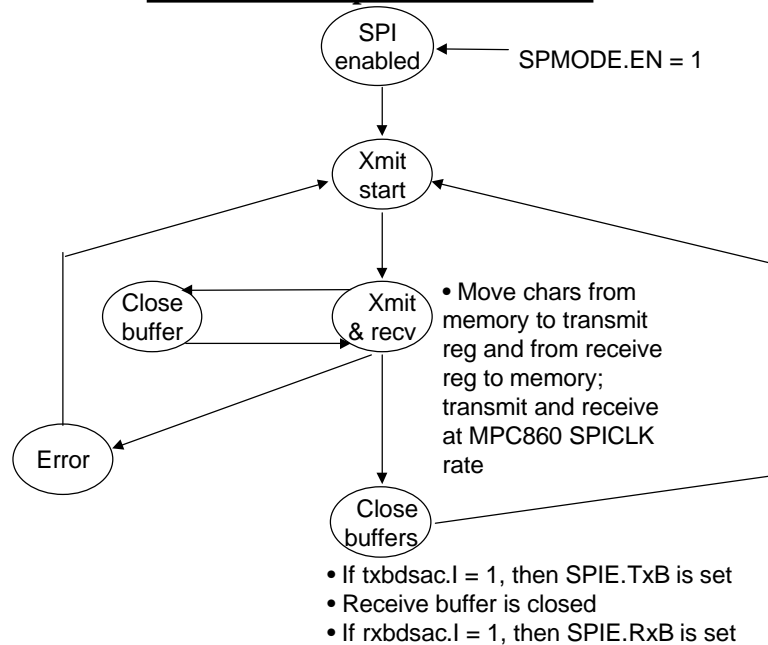 SPI
enabled
SPMODE.EN = 1
Xmit
start
Close
buffer
Xmit
& recv
• Move chars from
memory to transmit
reg and from receive
reg to memory;
transmit and receive
at MPC860 SPICLK
rate
Error
Close
buffers
• If txbdsac.I = 1, then SPIE.TxB is set
• Receive buffer is closed
• If rxbdsac.I = 1, then SPIE.RxB is set